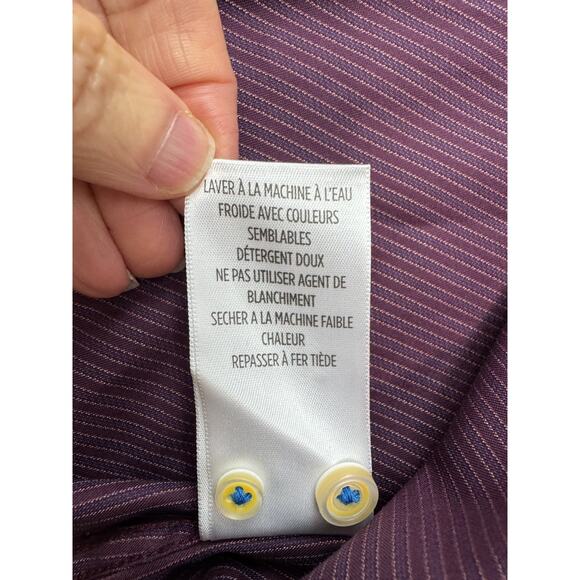 LAVER À LA MACHINE À L'EAU
FROIDE AVEC COULEURS
SEMBLABLES
DÉTERGENT DOUX
NE PAS UTILISER AGENT DE
BLANCHIMENT
SECHER A LA MACHINE FAIBLE
CHALEUR
REPASSER À FER TIÈDE